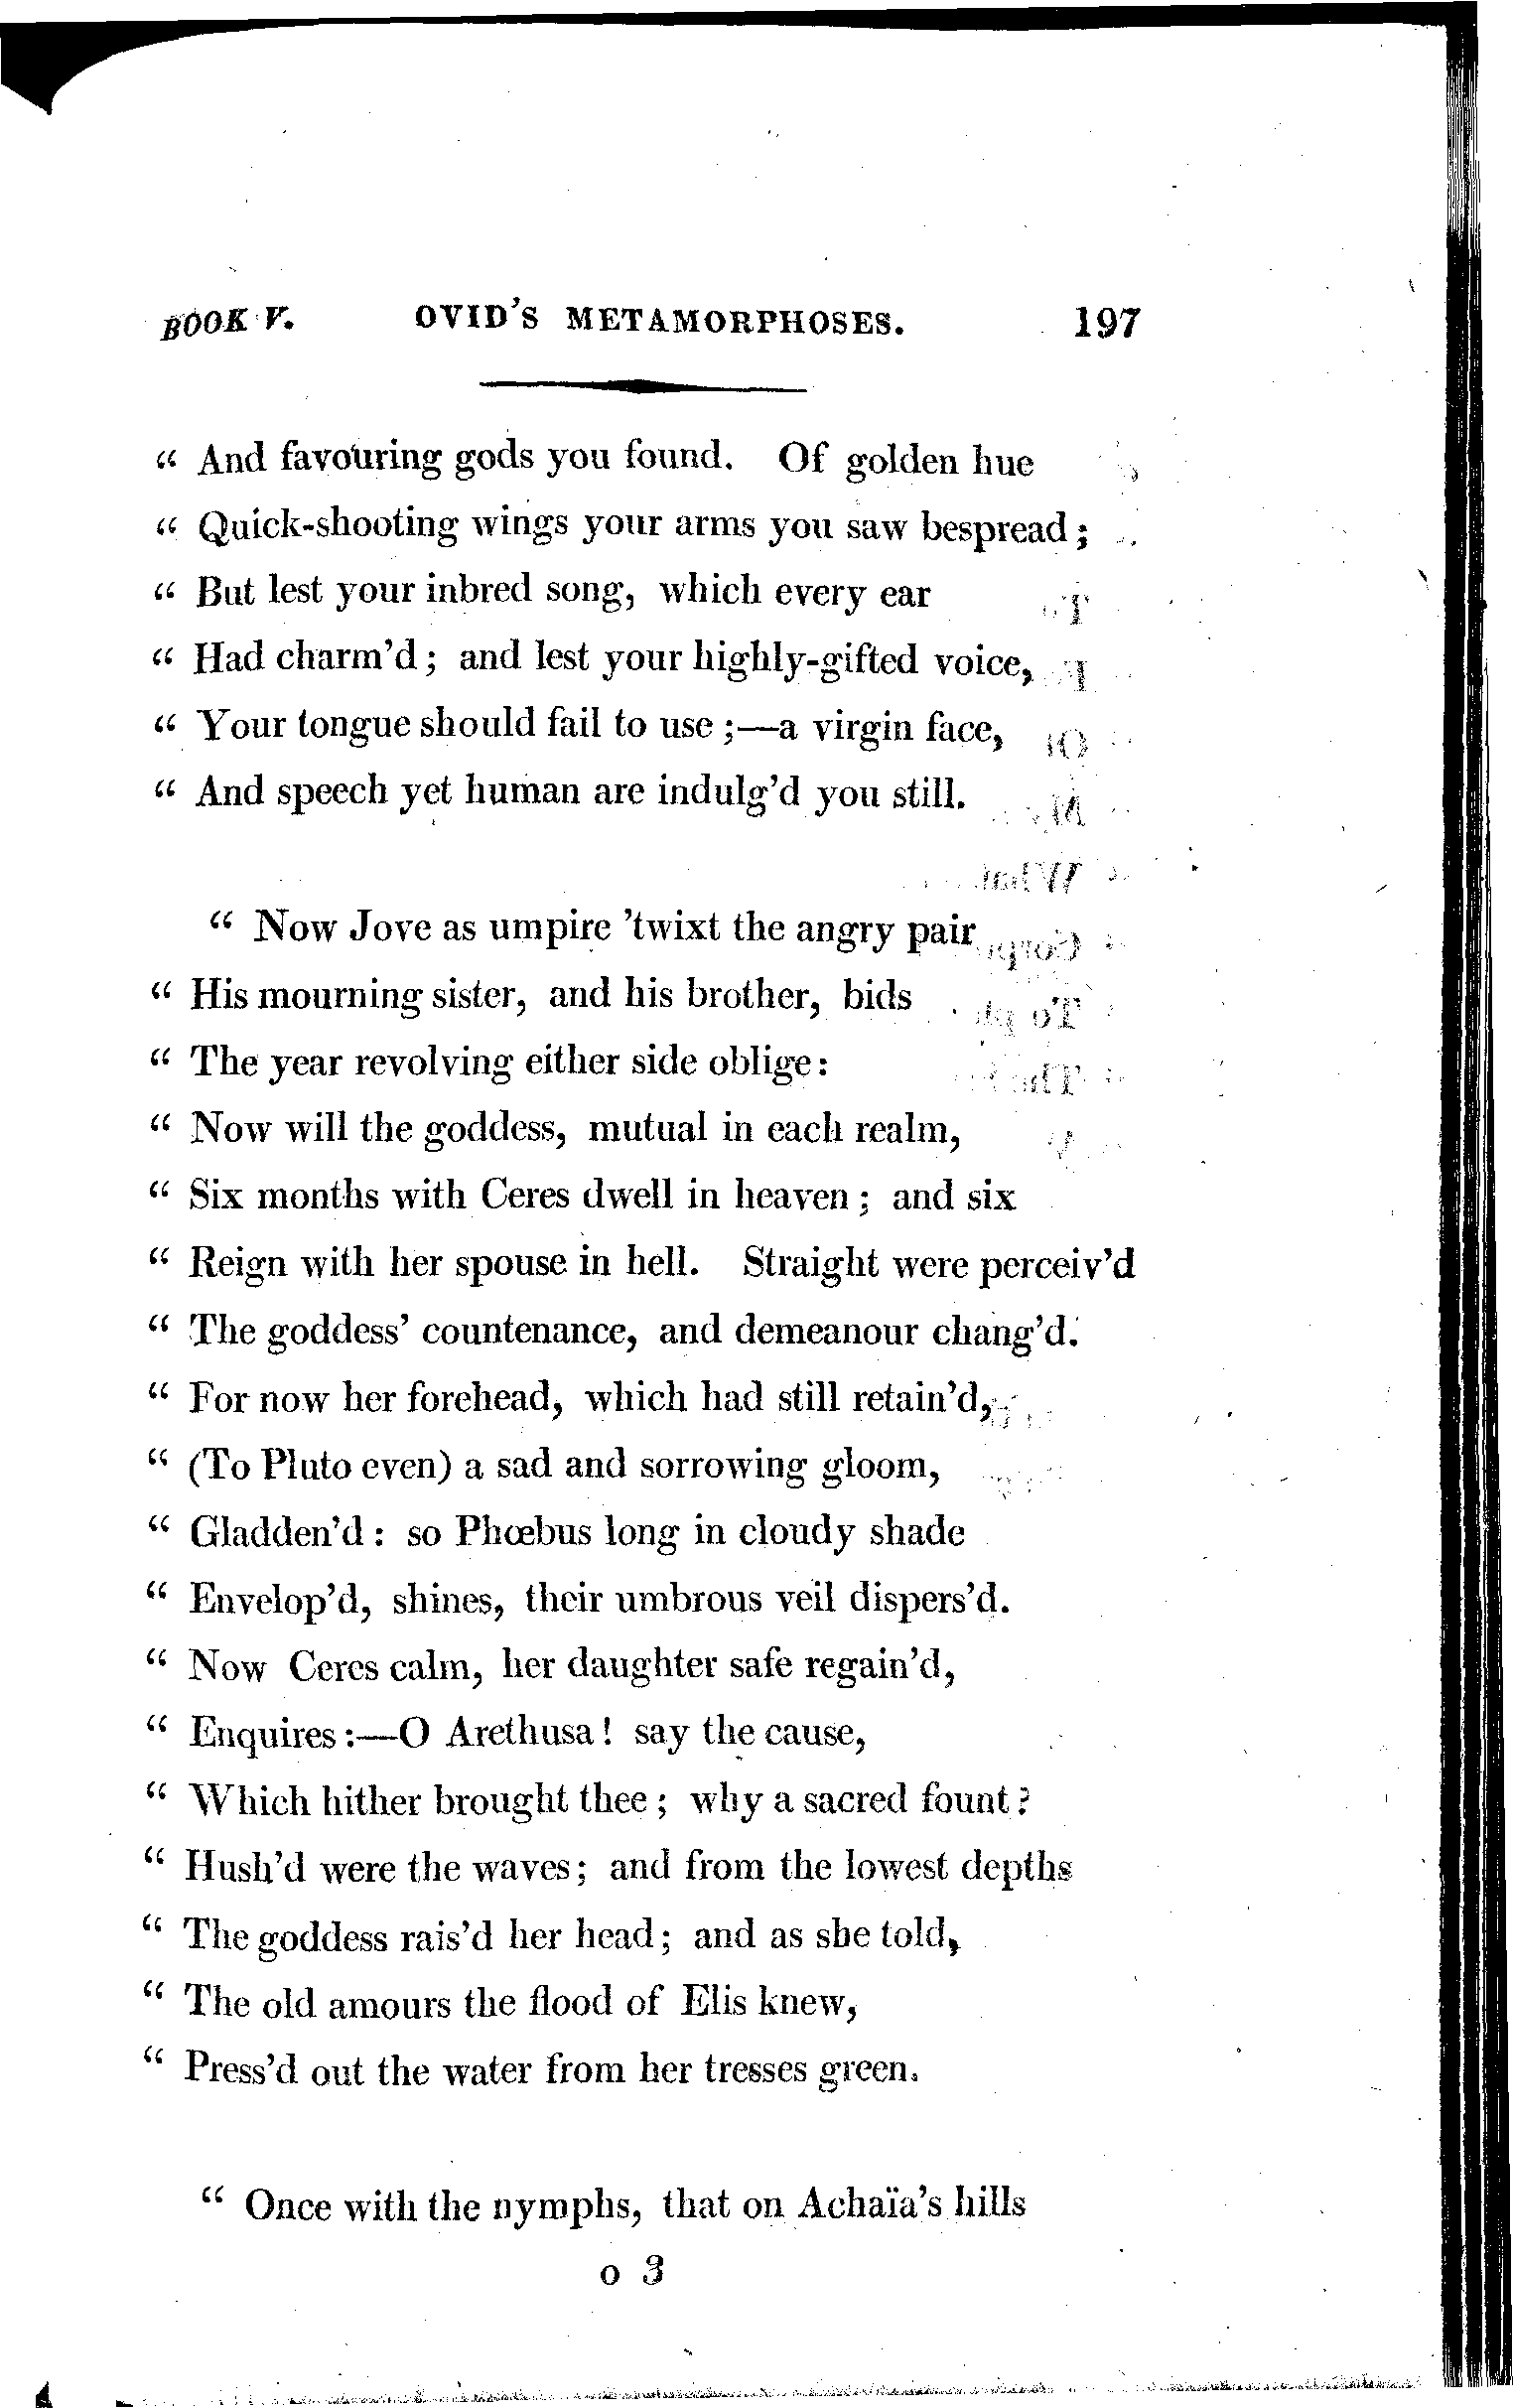 BOOK V. OVID'S METAMORPHOSES. 197
“ And favouring gods you found. Of golden hue
“ Quick-shooting wings your arms you saw bespread ;
“ But lest your inbred song, which every ear
“ Had charm'd ; and lest your highly-gifted voice,
“ Your tongue should fail to use ;—a virgin face,
“ And speech yet human are indulg'd you still.
“ Now Jove as umpire 'twixt the angry pair
“ His mourning sister, and his brother, bids
“ The year revolving either side oblige :
“ Now will the goddess, mutual in each realm,
“ Six months with Ceres dwell in heaven ; and six
“ Reign with her spouse in hell. Straight were perceiv'd
“ The goddess' countenance, and demeanour chang'd.
“ For now her forehead, which had still retain'd,
“ (To Pluto even) a sad and sorrowing gloom,
“ Gladden'd : so Phœbus long in cloudy shade
“ Envelop'd, shines, their umbrous veil dispers'd.
“ Now Ceres calm, her daughter safe regain'd,
“ Enquires :—O Arethusa ! say the cause,
“ Which hither brought thee ; why a sacred fount ?
“ Hush'd were the waves ; and from the lowest depths
“ The goddess rais'd her head ; and as she told,
“ The old amours the flood of Elis knew,
“ Press'd out the water from her tresses green.
“ Once with the nymphs, that on Achaïa's hills
o 3